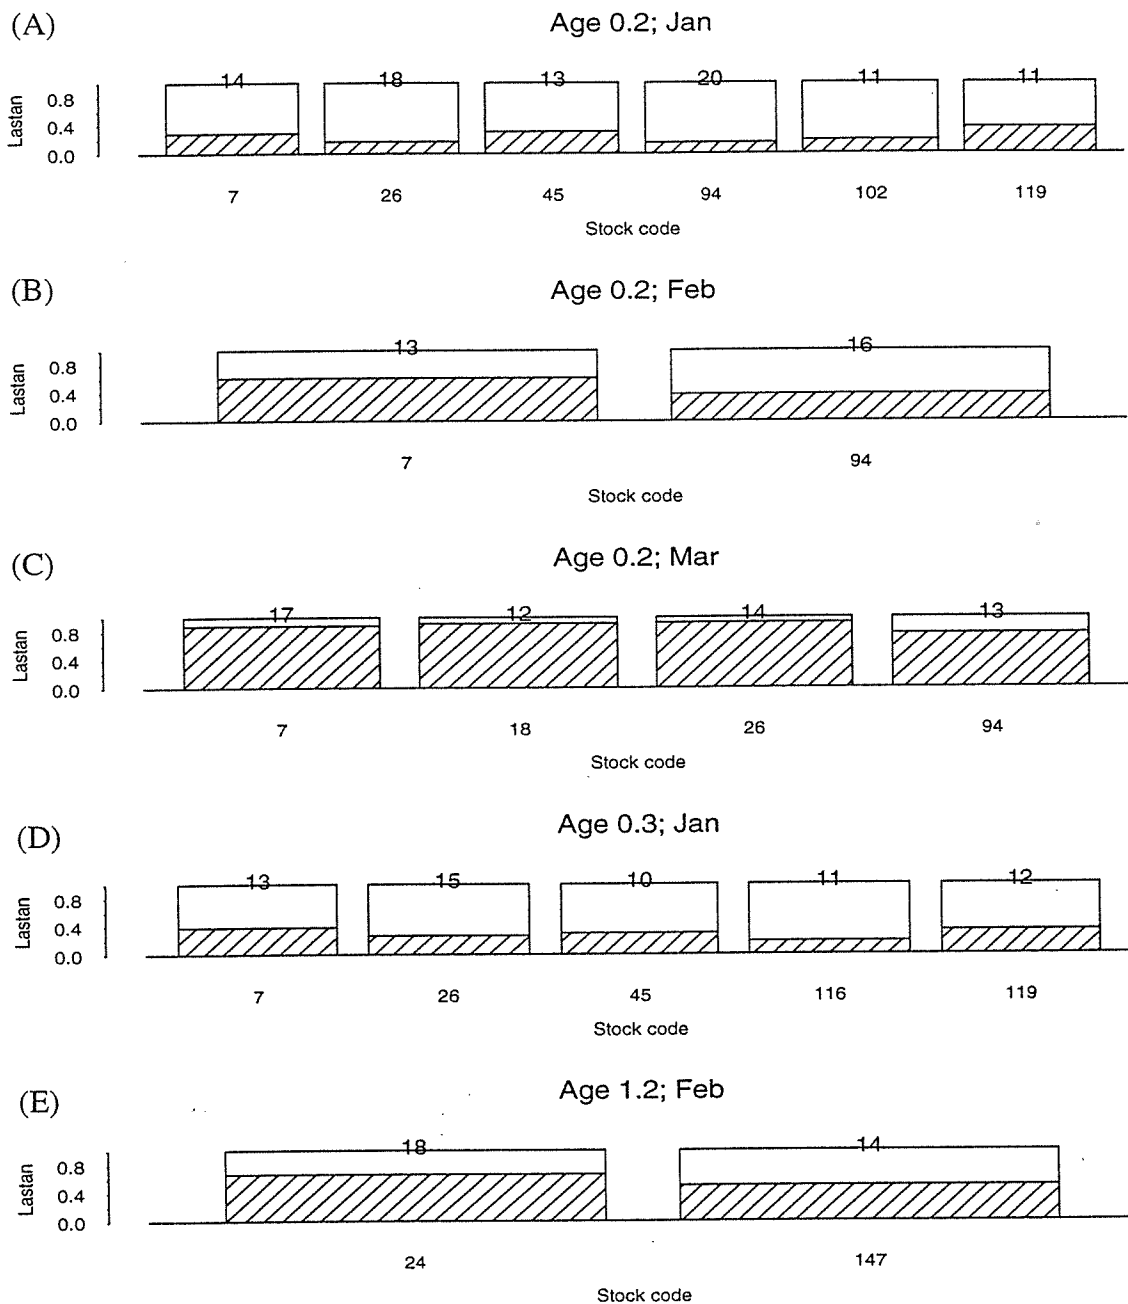 (A)
Age 0.2; Jan
14 18 13 20 11 11
Lastan
0.8
0.4
0.0
7 26 45 94 102 119
Stock code
(B)
Age 0.2; Feb
13 16
Lastan
0.8
0.4
0.0
7 94
Stock code
(C)
Age 0.2; Mar
17 12 14 13
Lastan
0.8
0.4
0.0
7 18 26 94
Stock code
(D)
Age 0.3; Jan
13 15 10 11 12
Lastan
0.8
0.4
0.0
7 26 45 116 119
Stock code
(E)
Age 1.2; Feb
18 14
Lastan
0.8
0.4
0.0
24 147
Stock code